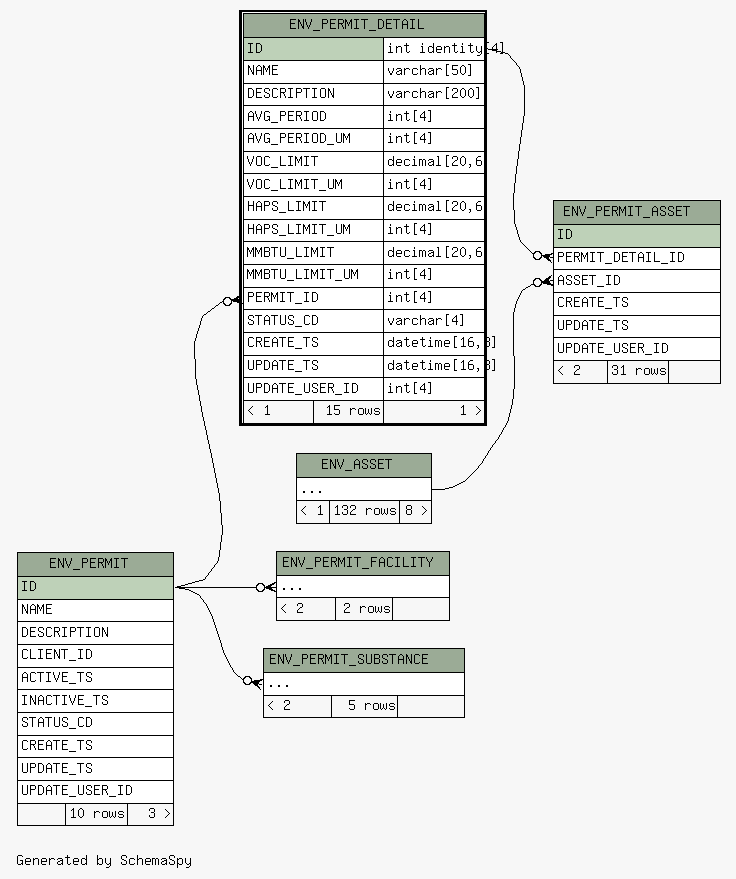 ENV_PERMIT_DETAIL
ID int identity[4]
NAME varchar[50]
DESCRIPTION varchar[200]
AVG_PERIOD int[4]
AVG_PERIOD_UM int[4]
VOC_LIMIT decimal[20,6
VOC_LIMIT_UM int[4]
HAPS_LIMIT decimal[20,6
HAPS_LIMIT_UM int[4]
MMBTU_LIMIT decimal[20,6
MMBTU_LIMIT_UM int[4]
PERMIT_ID int[4]
STATUS_CD varchar[4]
CREATE_TS datetime[16,3]
UPDATE_TS datetime[16,3]
UPDATE_USER_ID int[4]
< 1 15 rows 1 >
ENV_PERMIT_ASSET
ID
PERMIT_DETAIL_ID
ASSET_ID
CREATE_TS
UPDATE_TS
UPDATE_USER_ID
< 2 31 rows
ENV_ASSET
...
< 1 132 rows 8 >
ENV_PERMIT
ID
NAME
DESCRIPTION
CLIENT_ID
ACTIVE_TS
INACTIVE_TS
STATUS_CD
CREATE_TS
UPDATE_TS
UPDATE_USER_ID
10 rows 3 >
ENV_PERMIT_FACILITY
...
< 2 2 rows
ENV_PERMIT_SUBSTANCE
...
< 2 5 rows
Generated by SchemaSpy